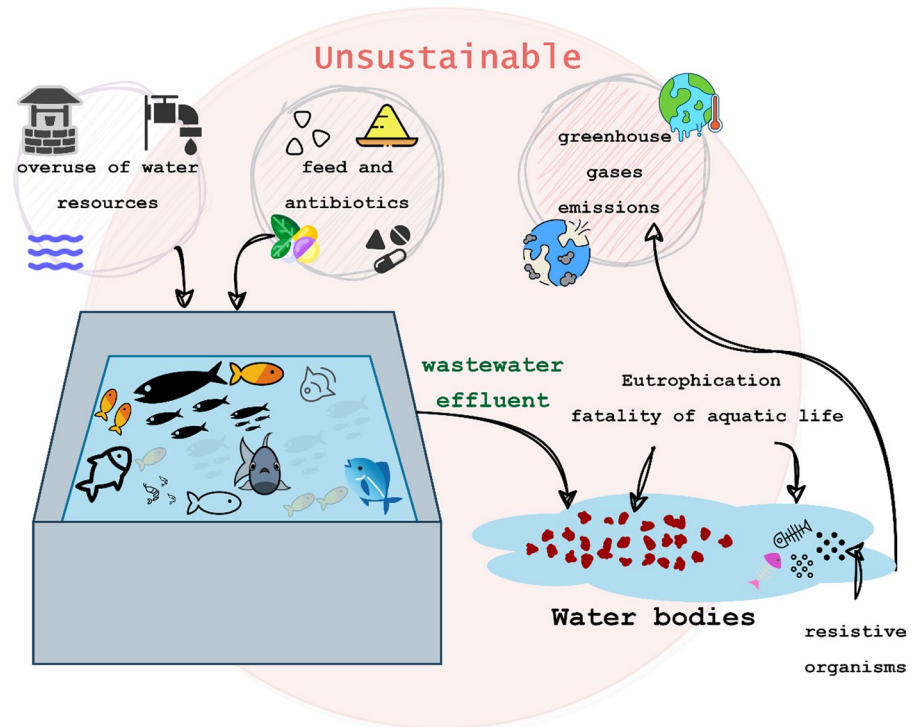 Unsustainable
overuse of water
resources
feed and
antibiotics
greenhouse
gases
emissions
wastewater
effluent
Eutrophication
fatality of aquatic life
Water bodies
resistive
organisms